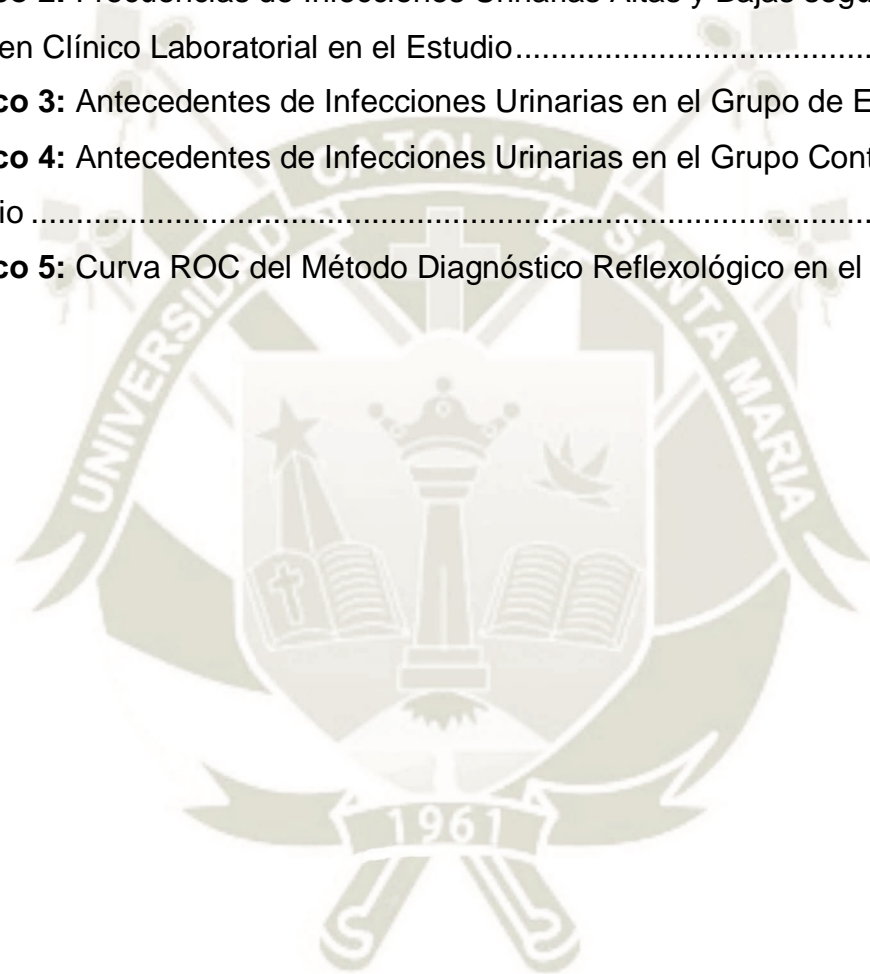 co 2: Frecuencias de Infecciones Urinarias Altas y Bajas segú
en Clínico Laboratorial en el Estudio........................................
co 3: Antecedentes de Infecciones Urinarias en el Grupo de E
co 4: Antecedentes de Infecciones Urinarias en el Grupo Cont
io ...............................................................................................
co 5: Curva ROC del Método Diagnóstico Reflexológico en el
UNIVERSIDAD CATOLICA SANTA MARIA
1961